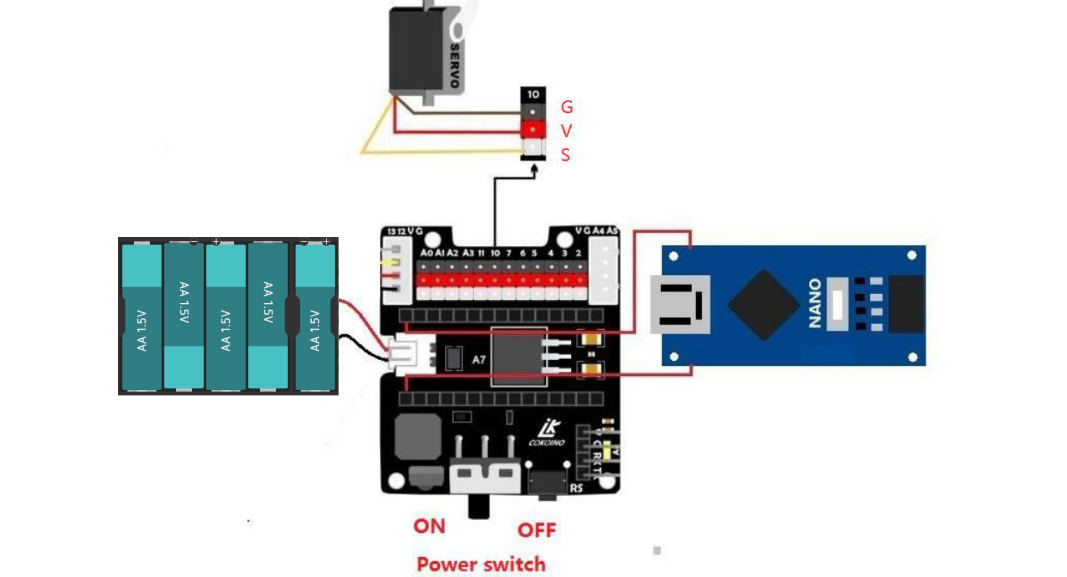 SERVO
10
G
V
S
13 12 V G
V G A4 A5
A0 A1 A2 A3 11 10 7 6 5 4 3 2
AA 1.5V
AA 1.5V
AA 1.5V
AA 1.5V
AA 1.5V
- + - +
NANO
A7
COKOINO
RS
ON
OFF
Power switch